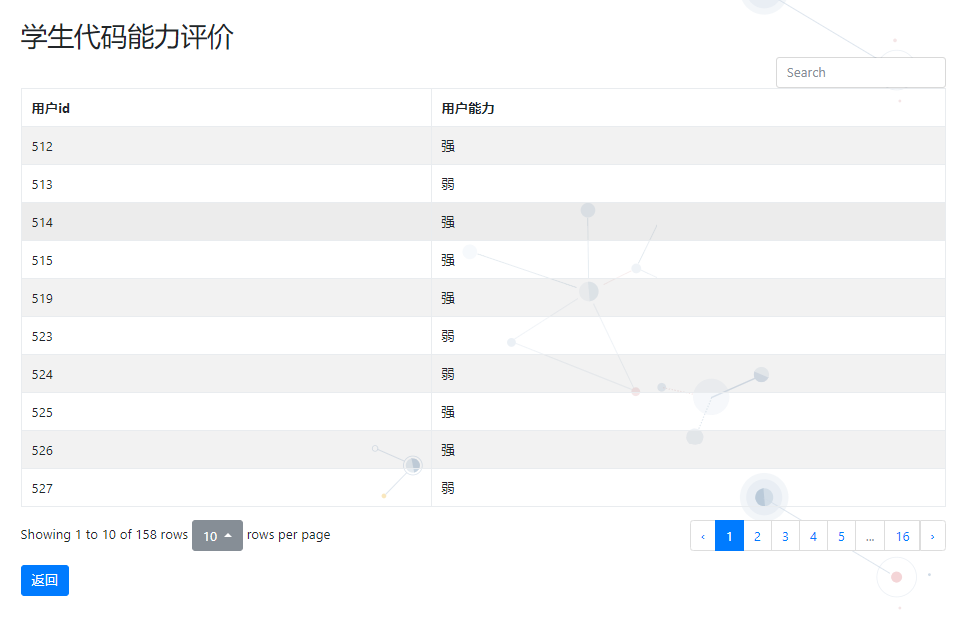 学生代码能力评价
Search
用户id 用户能力
512 强
513 弱
514 强
515 强
519 强
523 弱
524 弱
525 强
526 强
527 弱
Showing 1 to 10 of 158 rows 10 rows per page ‹ 1 2 3 4 5 ... 16 ›
返回